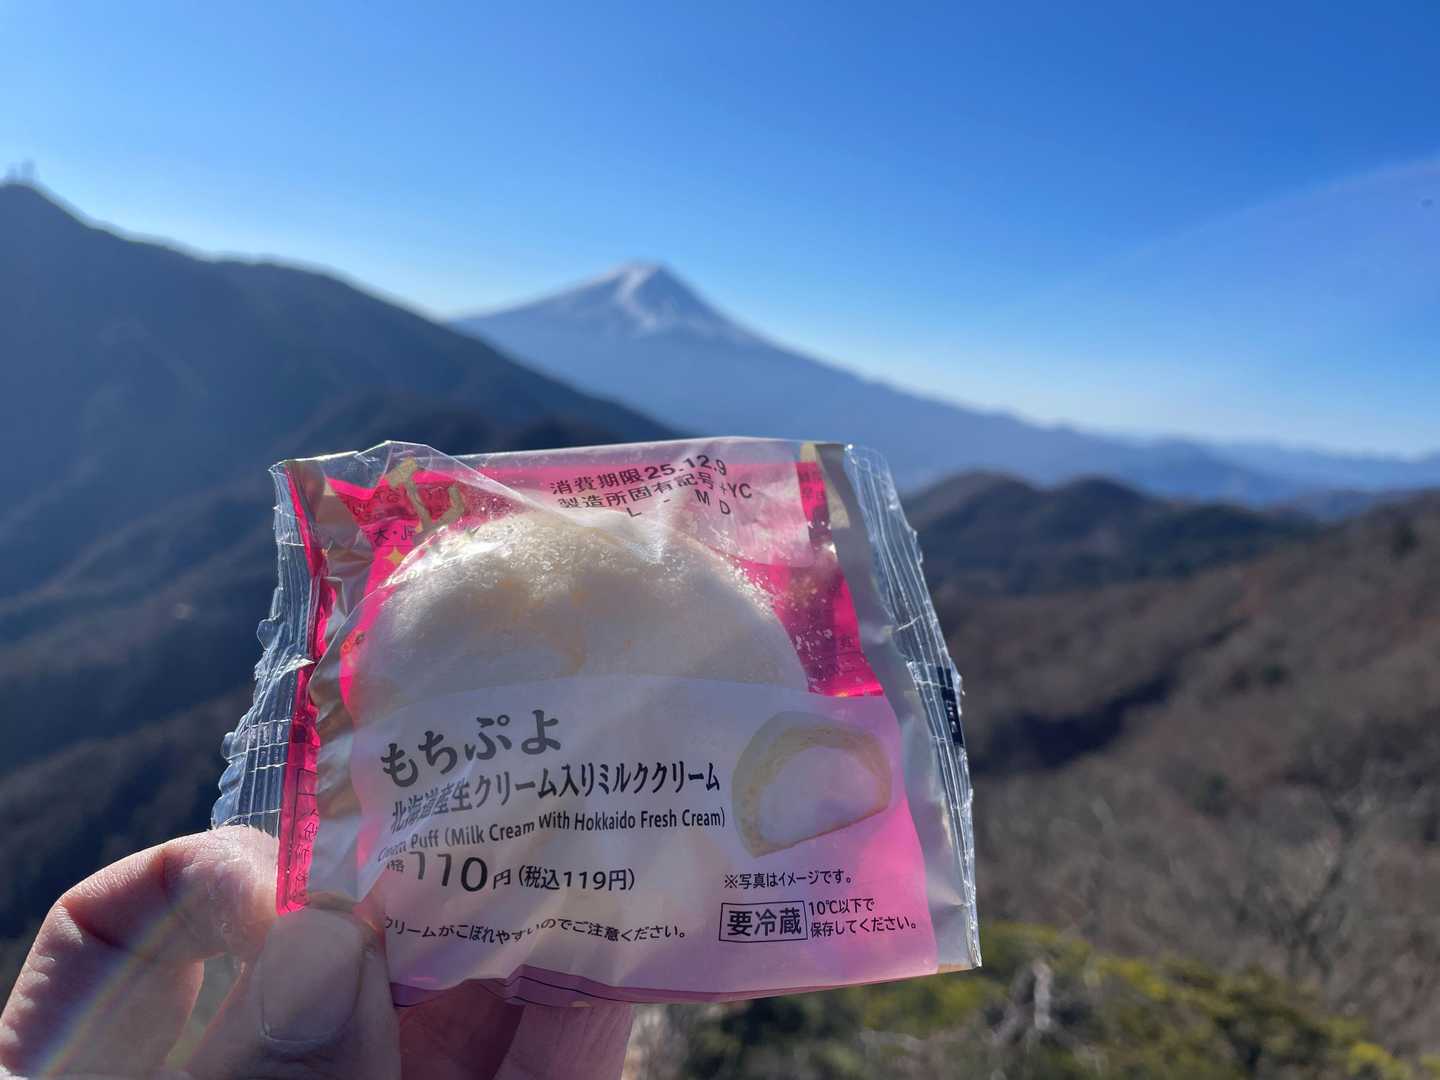 消費期限25.12.9
製造所固有記号+YC
L - M D
もちぷよ
北海道産生クリーム入りミルククリーム
Cream Puff (Milk Cream With Hokkaido Fresh Cream)
価格110円(税込119円)
※写真はイメージです。
クリームがこぼれやすいのでご注意ください。
要冷蔵
10℃以下で
保存してください。